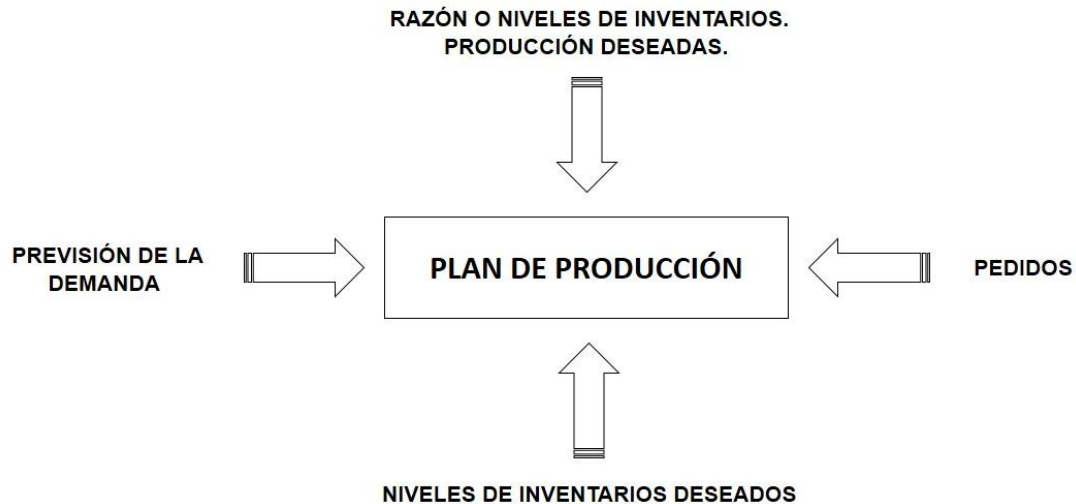 RAZÓN O NIVELES DE INVENTARIOS.
PRODUCCIÓN DESEADAS.
PREVISIÓN DE LA
DEMANDA
PLAN DE PRODUCCIÓN
PEDIDOS
NIVELES DE INVENTARIOS DESEADOS